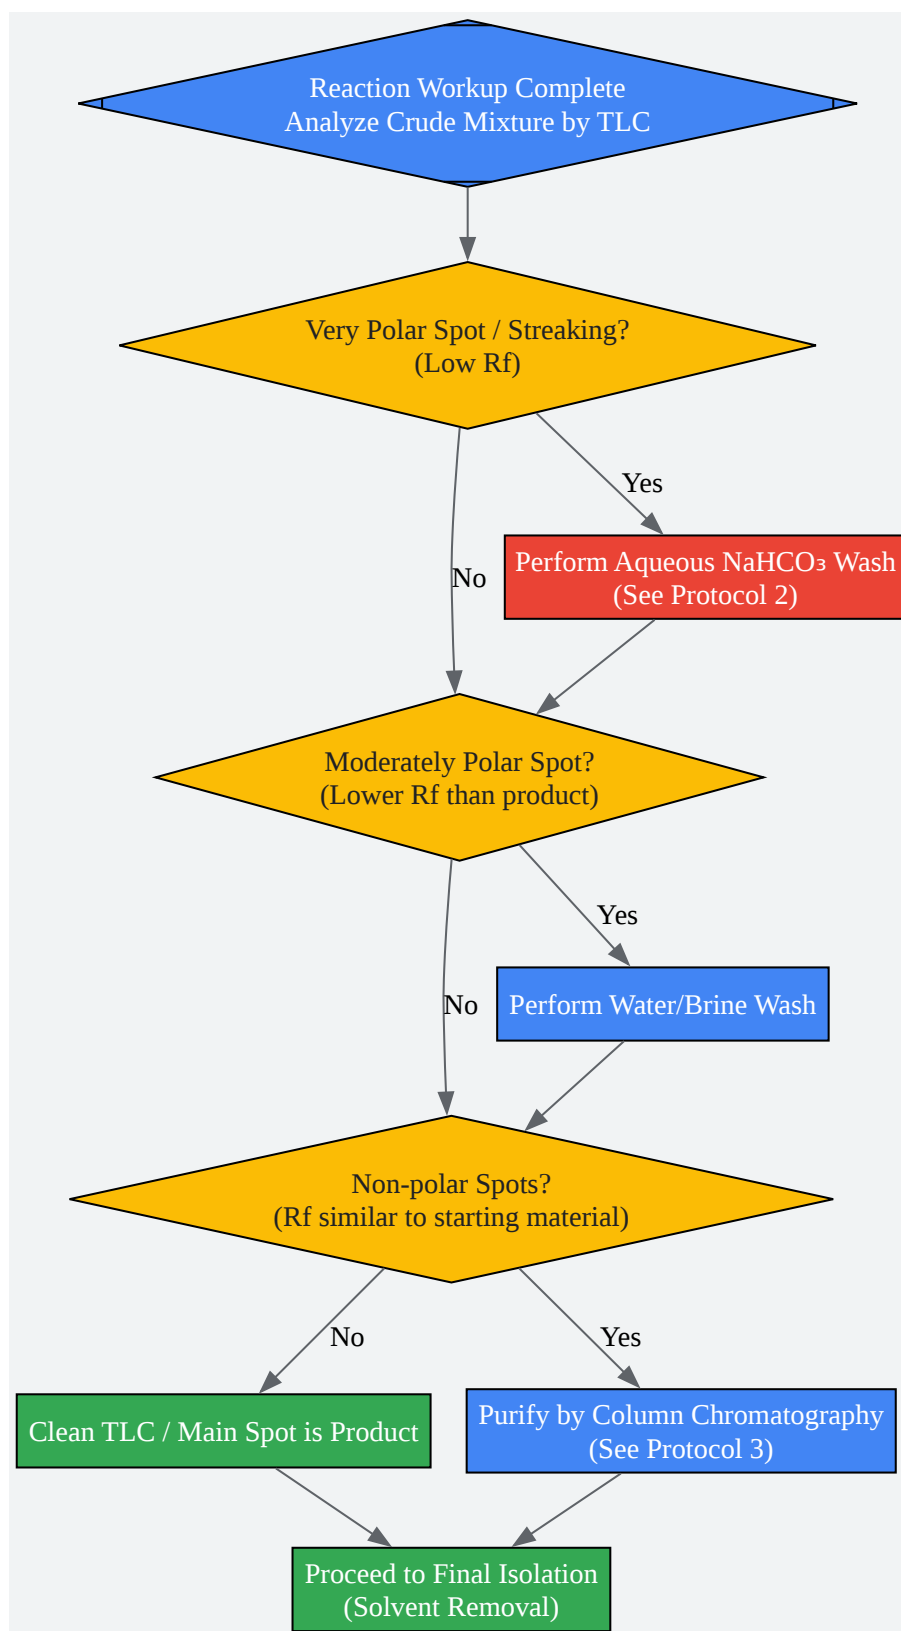 Reaction Workup Complete
Analyze Crude Mixture by TLC
Very Polar Spot / Streaking?
(Low Rf)
Yes
No
Perform Aqueous NaHCO₃ Wash
(See Protocol 2)
Moderately Polar Spot?
(Lower Rf than product)
Yes
No
Perform Water/Brine Wash
Non-polar Spots?
(Rf similar to starting material)
No
Yes
Clean TLC / Main Spot is Product
Purify by Column Chromatography
(See Protocol 3)
Proceed to Final Isolation
(Solvent Removal)